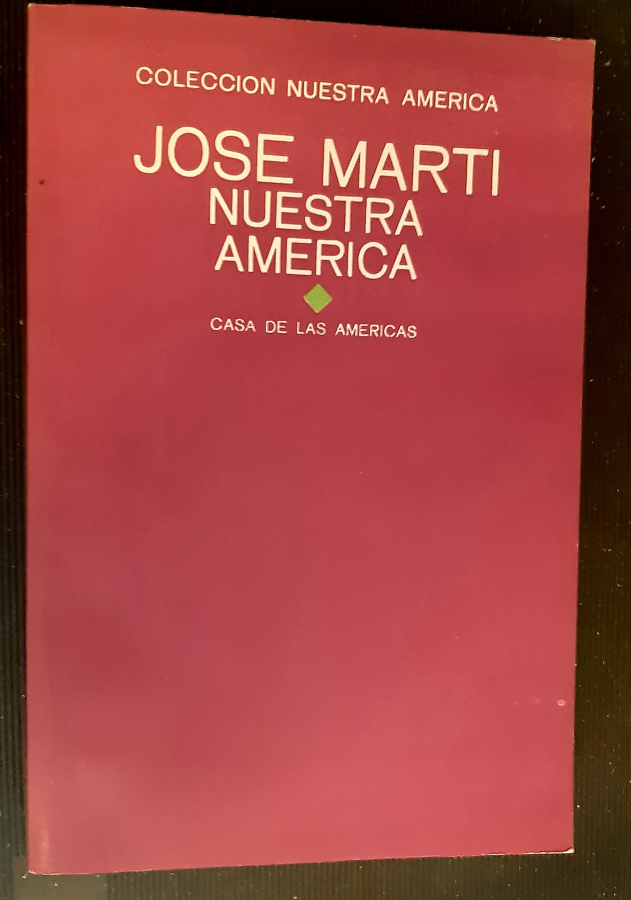 COLECCION NUESTRA AMERICA
JOSE MARTI
NUESTRA
AMERICA
CASA DE LAS AMERICAS